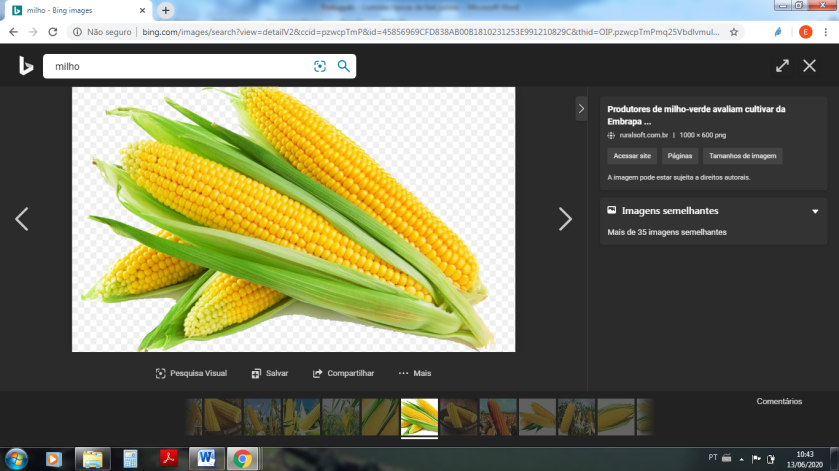 milho - Bing images
Não seguro | bing.com/images/search?view=detailV2&ccid=pzwcpTmP&id=45856969CFD838AB00B1810231253E991210829C&thid=OIP.pzwcpTmPmq25Vbdlvmul...
E
milho
Produtores de milho-verde avaliam cultivar da
Embrapa ...
ruralsoft.com.br | 1000 × 600 png
Acessar site
Páginas
Tamanhos de imagem
A imagem pode estar sujeita a direitos autorais.
Imagens semelhantes
Mais de 35 imagens semelhantes
Pesquisa Visual
Salvar
Compartilhar
Mais
Comentários
PT
10:43
13/06/2020